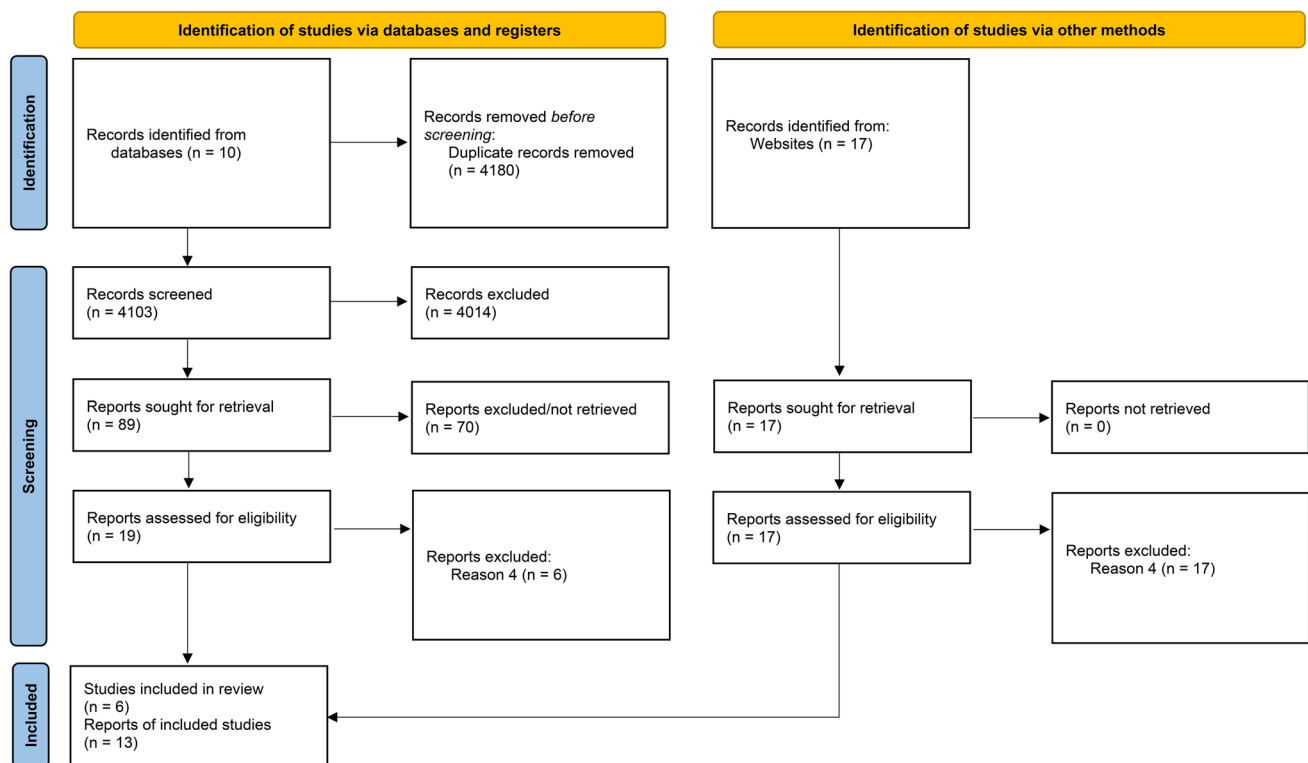 Identification of studies via databases and registers
Identification of studies via other methods
Identification
Records identified from
databases (n = 10)
Records removed before
screening:
Duplicate records removed
(n = 4180)
Records identified from:
Websites (n = 17)
Screening
Records screened
(n = 4103)
Records excluded
(n = 4014)
Reports sought for retrieval
(n = 89)
Reports excluded/not retrieved
(n = 70)
Reports sought for retrieval
(n = 17)
Reports not retrieved
(n = 0)
Reports assessed for eligibility
(n = 19)
Reports excluded:
Reason 4 (n = 6)
Reports assessed for eligibility
(n = 17)
Reports excluded:
Reason 4 (n = 17)
Included
Studies included in review
(n = 6)
Reports of included studies
(n = 13)